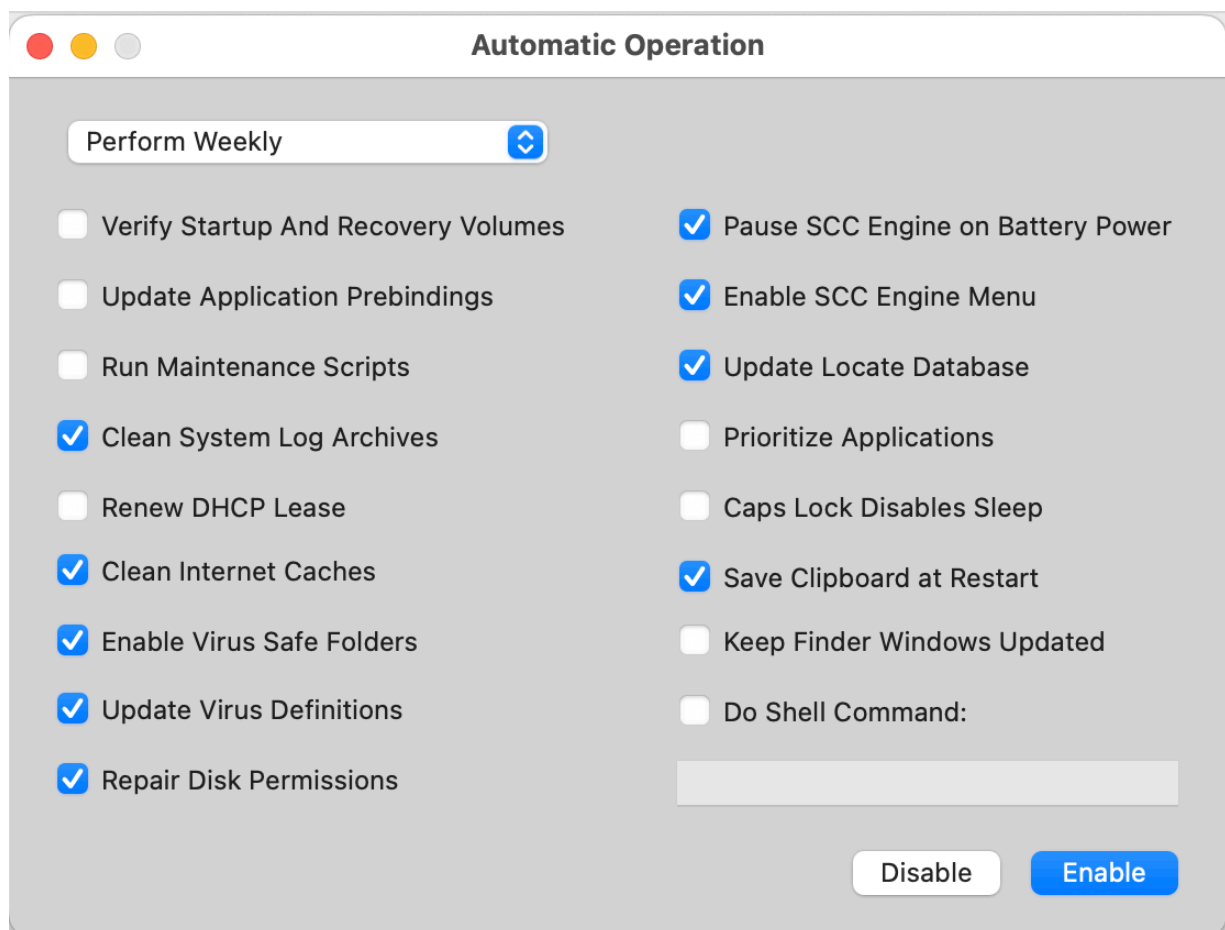 Automatic Operation
Perform Weekly
Verify Startup And Recovery Volumes
Update Application Prebindings
Run Maintenance Scripts
Clean System Log Archives
Renew DHCP Lease
Clean Internet Caches
Enable Virus Safe Folders
Update Virus Definitions
Repair Disk Permissions
Pause SCC Engine on Battery Power
Enable SCC Engine Menu
Update Locate Database
Prioritize Applications
Caps Lock Disables Sleep
Save Clipboard at Restart
Keep Finder Windows Updated
Do Shell Command:
Disable
Enable